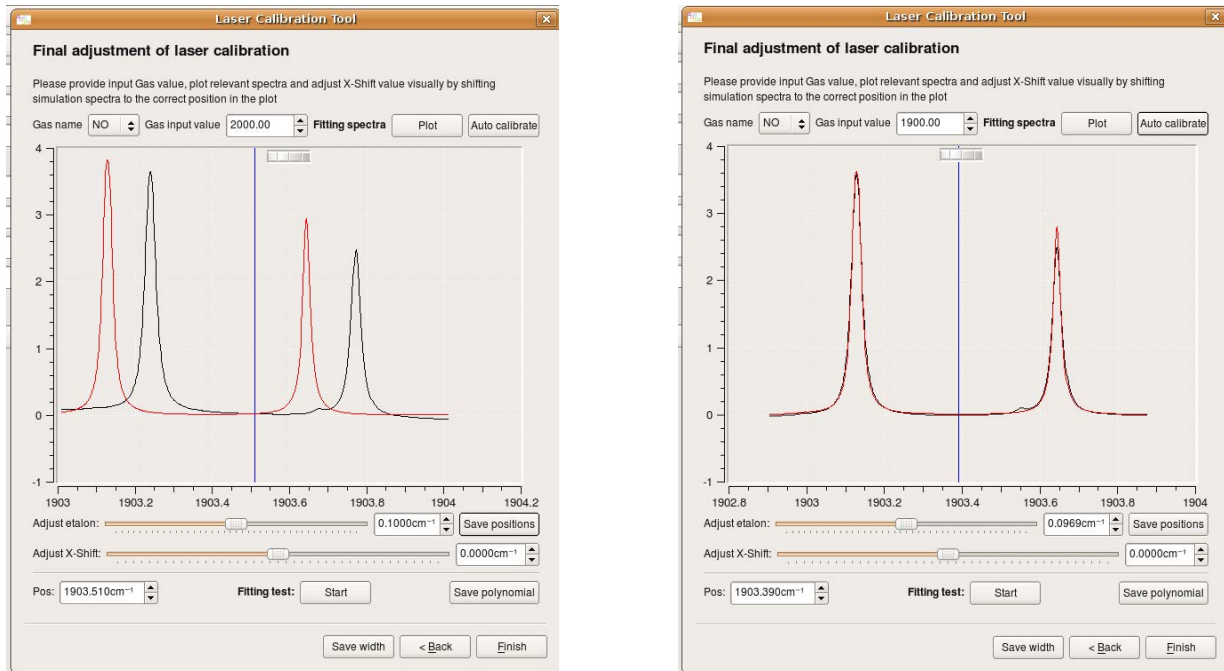 Laser Calibration Tool
Final adjustment of laser calibration
Please provide input Gas value, plot relevant spectra and adjust X-Shift value visually by shifting
simulation spectra to the correct position in the plot
Gas name NO Gas input value 2000.00 Fitting spectra Plot Auto calibrate
4
3
2
1
0
-1
1903 1903.2 1903.4 1903.6 1903.8 1904 1904.2
Adjust etalon: 0.1000cm⁻¹ Save positions
Adjust X-Shift: 0.0000cm⁻¹
Pos: 1903.510cm⁻¹ Fitting test: Start Save polynomial
Save width < Back Finish
Laser Calibration Tool
Final adjustment of laser calibration
Please provide input Gas value, plot relevant spectra and adjust X-Shift value visually by shifting
simulation spectra to the correct position in the plot
Gas name NO Gas input value 1900.00 Fitting spectra Plot Auto calibrate
4
3
2
1
0
-1
1902.8 1903 1903.2 1903.4 1903.6 1903.8 1904
Adjust etalon: 0.0969cm⁻¹ Save positions
Adjust X-Shift: 0.0000cm⁻¹
Pos: 1903.390cm⁻¹ Fitting test: Start Save polynomial
Save width < Back Finish